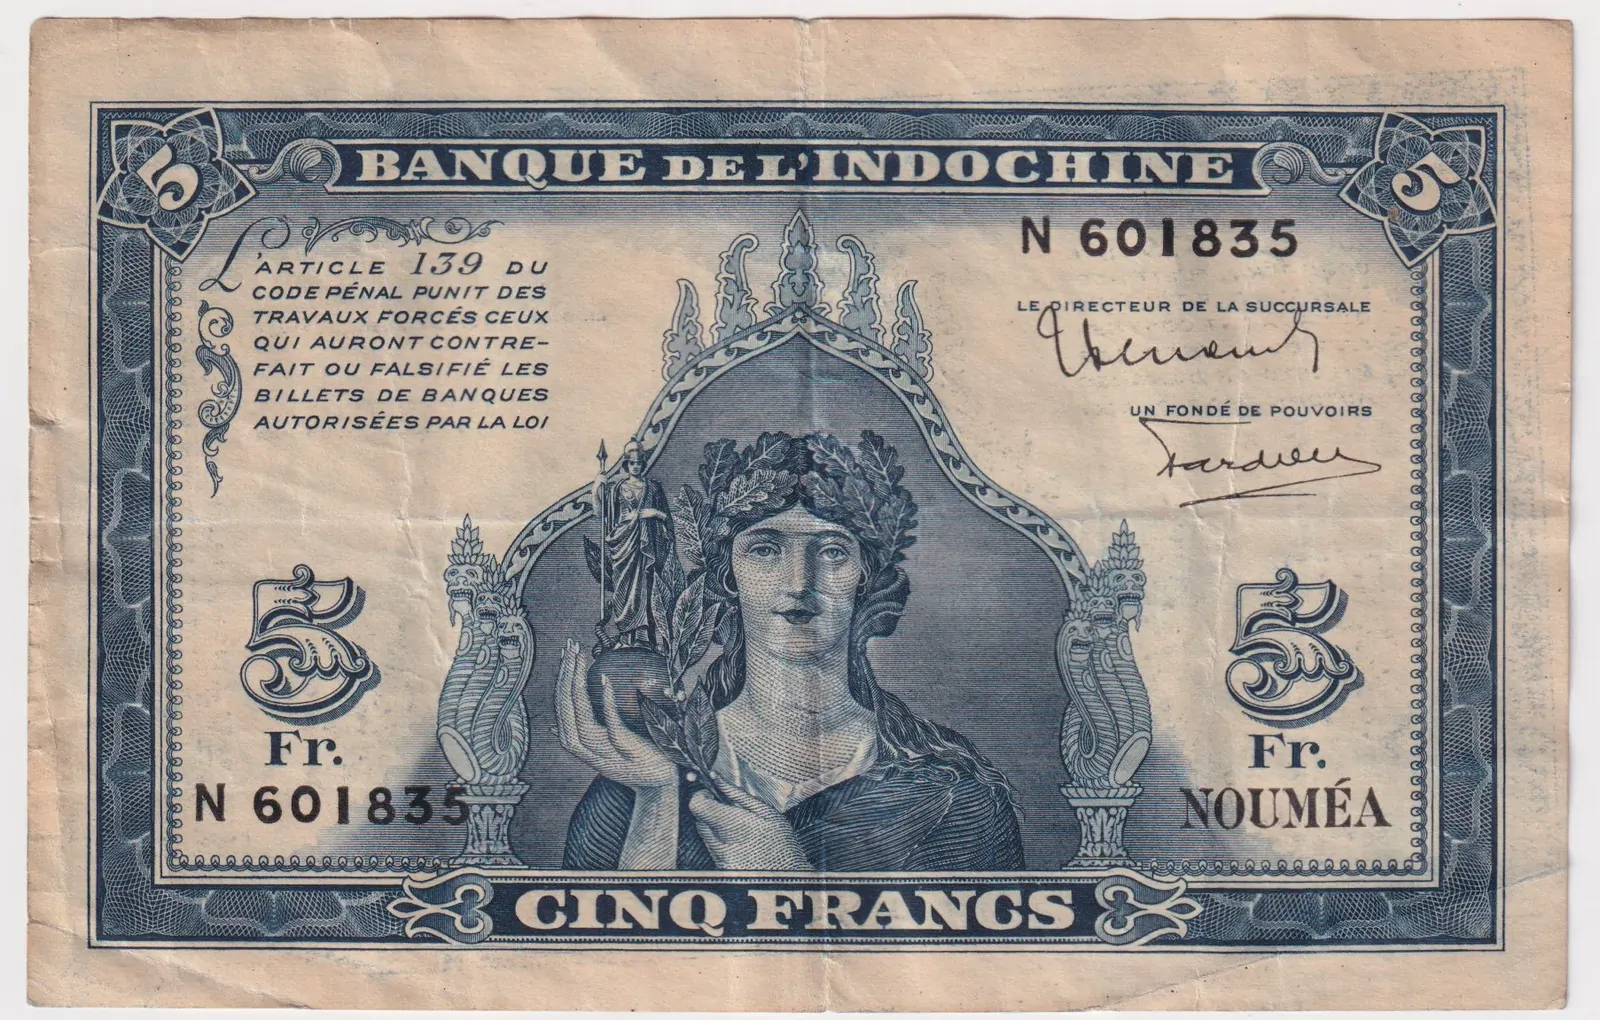 5 BANQUE DE L'INDOCHINE 5
N 601835
L'ARTICLE 139 DU
CODE PÉNAL PUNIT DES
TRAVAUX FORCÉS CEUX
QUI AURONT CONTRE-
FAIT OU FALSIFIÉ LES
BILLETS DE BANQUES
AUTORISÉES PAR LA LOI
LE DIRECTEUR DE LA SUCCURSALE
UN FONDÉ DE POUVOIRS
5
Fr.
N 601835
5
Fr.
NOUMÉA
CINQ FRANCS